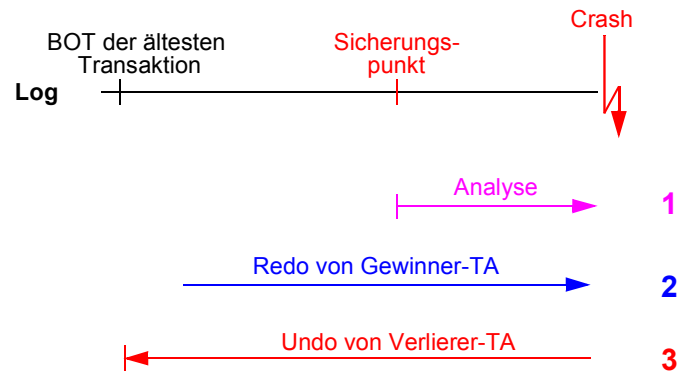 Crash
BOT der ältesten
Transaktion
Sicherungs-
punkt
Log
Analyse
1
Redo von Gewinner-TA
2
Undo von Verlierer-TA
3